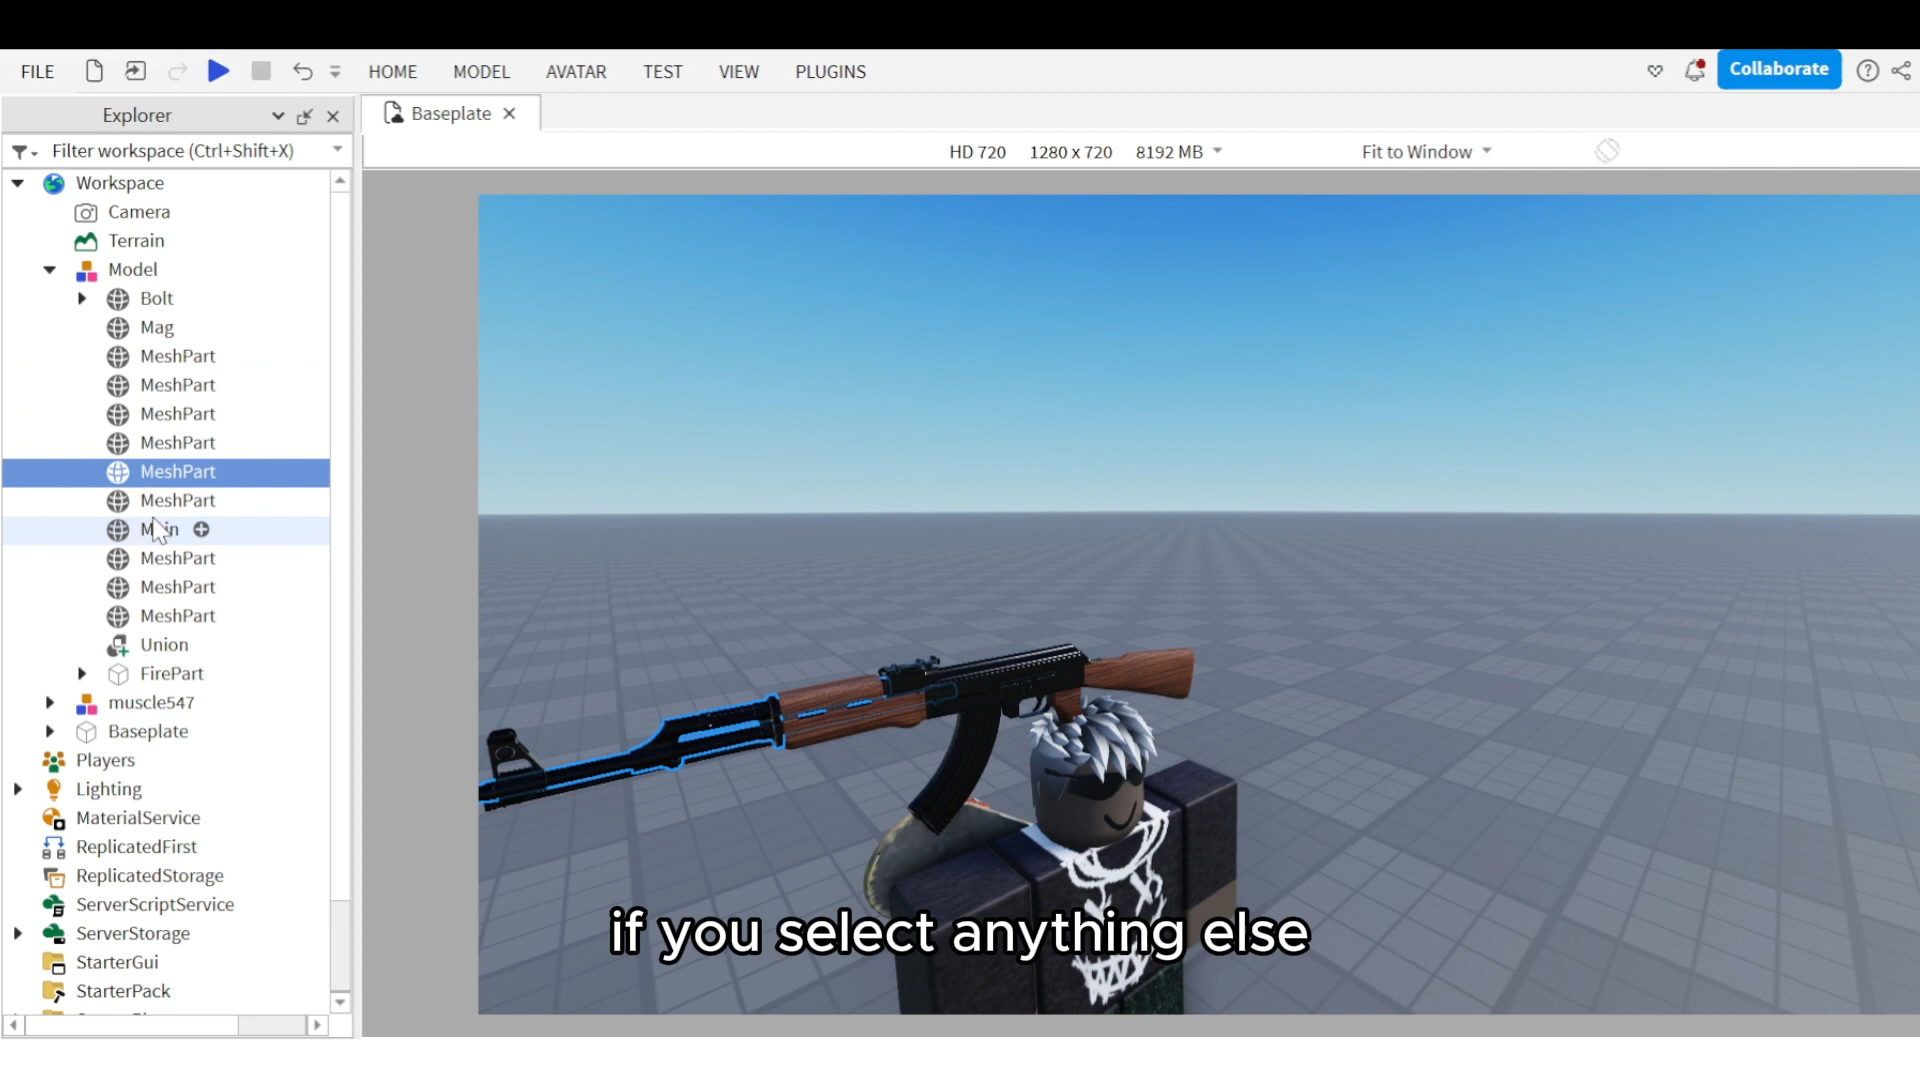 FILE HOME MODEL AVATAR TEST VIEW PLUGINS Collaborate
Explorer
Baseplate
Filter workspace (Ctrl+Shift+X)
HD 720 1280 x 720 8192 MB Fit to Window
Workspace
Camera
Terrain
Model
Bolt
Mag
MeshPart
MeshPart
MeshPart
MeshPart
MeshPart
MeshPart
Main
MeshPart
MeshPart
MeshPart
Union
FirePart
muscle547
Baseplate
Players
Lighting
MaterialService
ReplicatedFirst
ReplicatedStorage
ServerScriptService
ServerStorage
StarterGui
StarterPack
if you select anything else